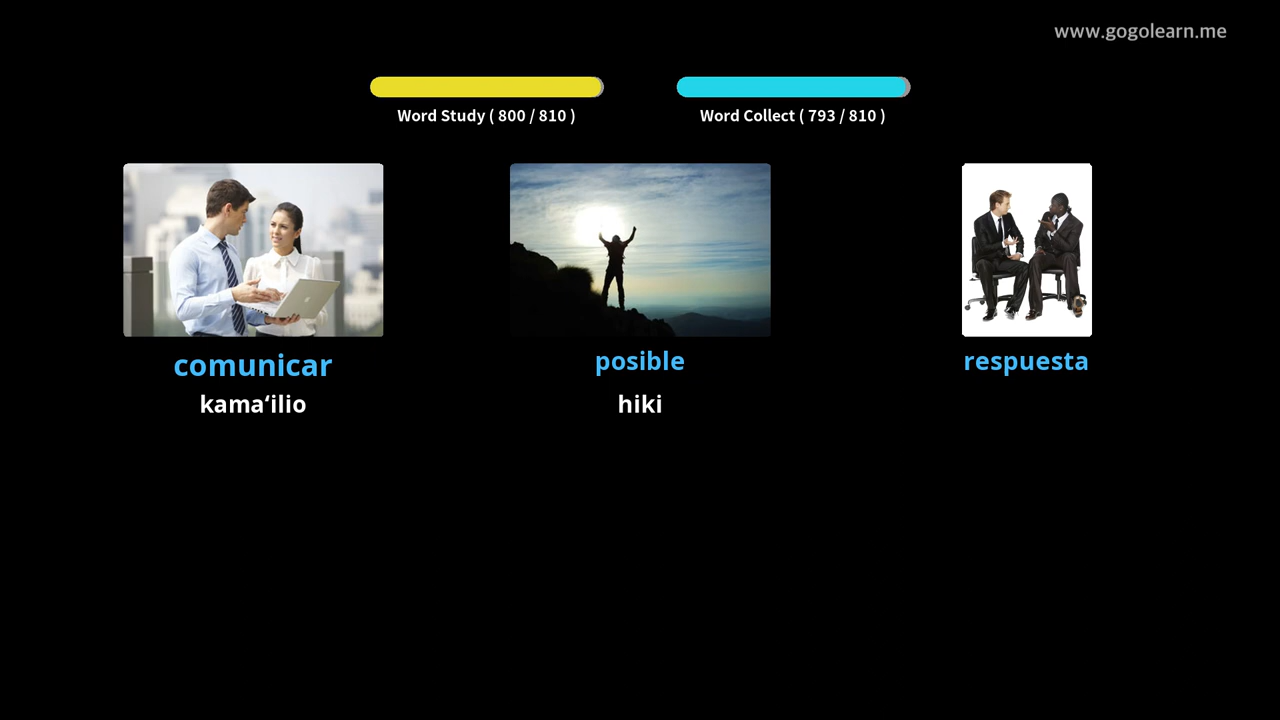 www.gogolearn.me
Word Study ( 800 / 810 )
Word Collect ( 793 / 810 )
comunicar
kamaʻilio
posible
hiki
respuesta